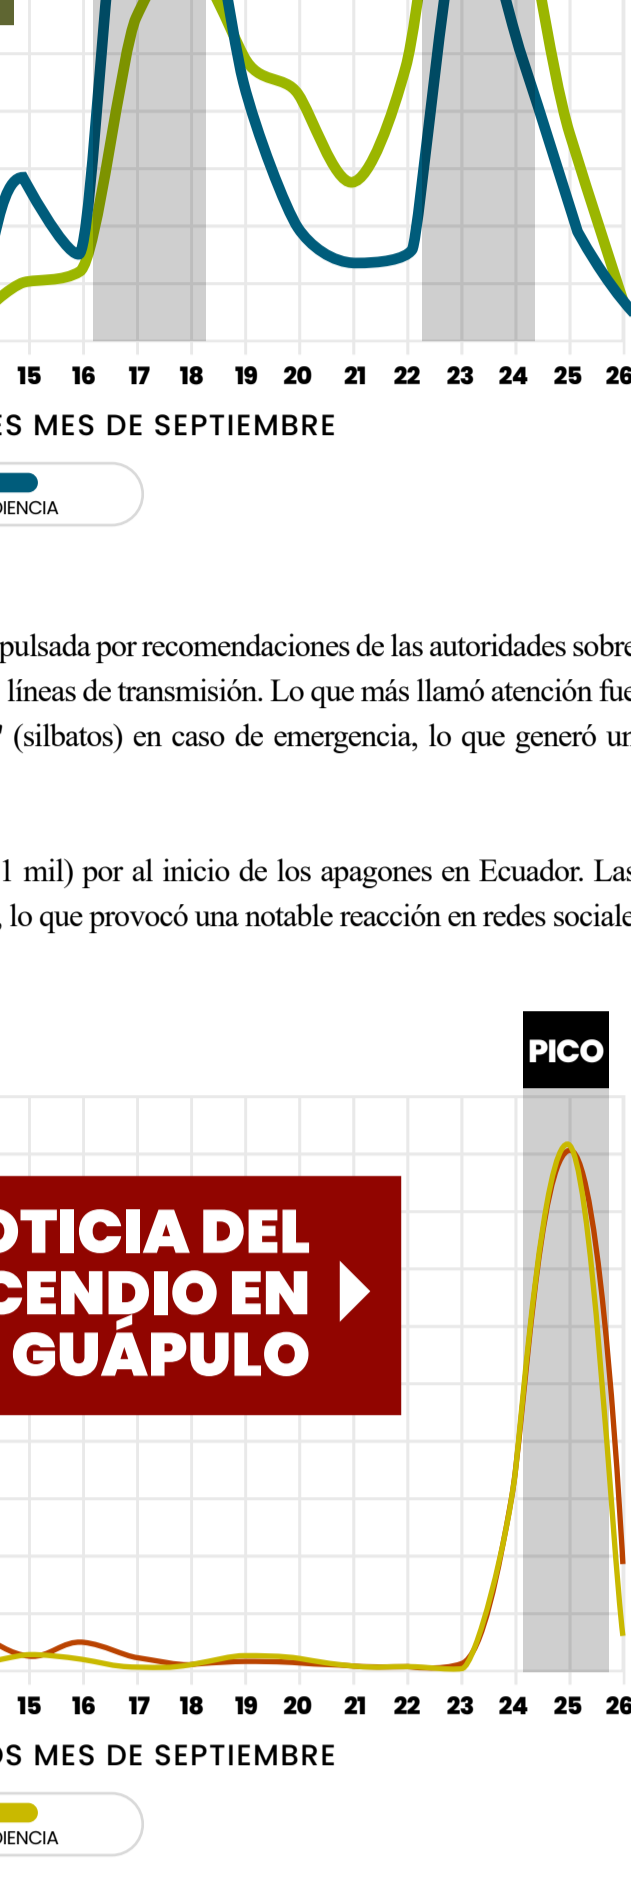 15 16 17 18 19 20 21 22 23 24 25 26
ES MES DE SEPTIEMBRE
DIENCIA
pulsada por recomendaciones de las autoridades sobre
líneas de transmisión. Lo que más llamó atención fue
" (silbatos) en caso de emergencia, lo que generó un
1 mil) por al inicio de los apagones en Ecuador. Las
, lo que provocó una notable reacción en redes sociale
PICO
OTICIA DEL
CENDIO EN
GUÁPULO
15 16 17 18 19 20 21 22 23 24 25 26
OS MES DE SEPTIEMBRE
DIENCIA